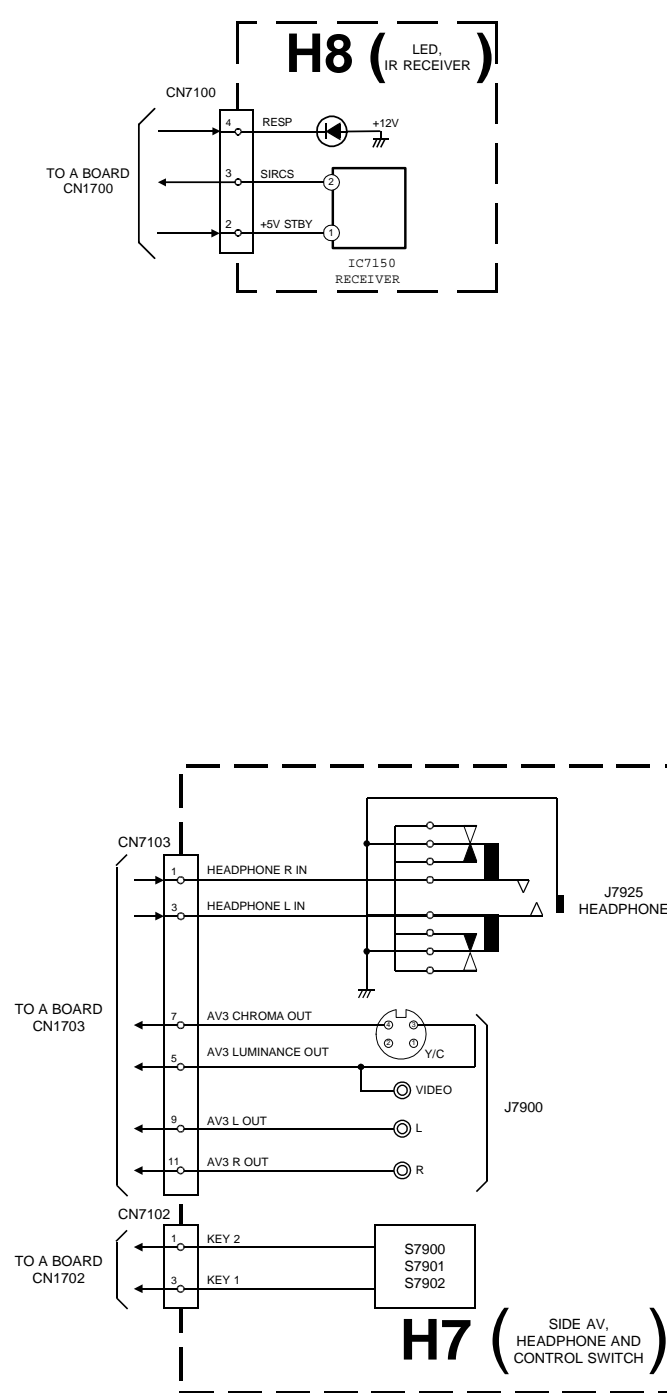 H8 (
LED,
IR RECEIVER
)
CN7100
4
RESP
+12V
TO A BOARD
CN1700
3
SIRCS
2
2
+5V STBY
1
IC7150
RECEIVER
CN7103
1
HEADPHONE R IN
3
HEADPHONE L IN
J7925
HEADPHONE
TO A BOARD
CN1703
7
AV3 CHROMA OUT
4
3
2
1
Y/C
5
AV3 LUMINANCE OUT
VIDEO
J7900
9
AV3 L OUT
L
11
AV3 R OUT
R
CN7102
1
KEY 2
TO A BOARD
CN1702
3
KEY 1
S7900
S7901
S7902
H7 (
SIDE AV,
HEADPHONE AND
CONTROL SWITCH
)